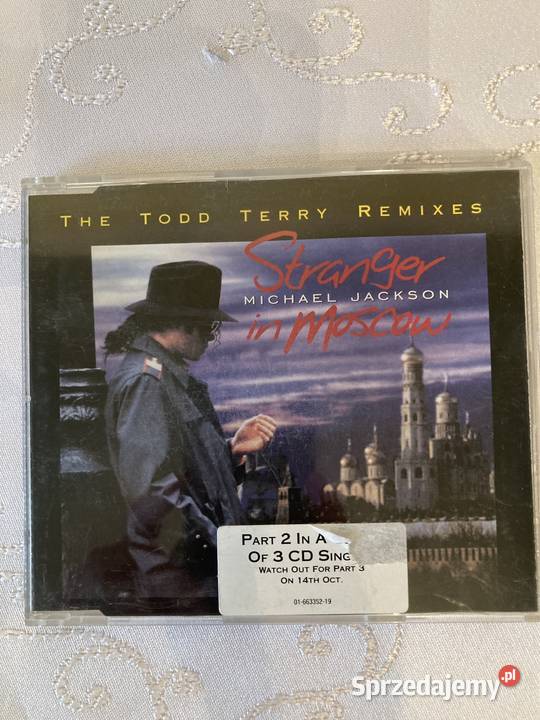 THE TODD TERRY REMIXES
Stranger
MICHAEL JACKSON
in Moscow
PART 2 IN A
OF 3 CD SING
WATCH OUT FOR PART 3
ON 14TH OCT.
01-663352-19
Sprzedajemy.pl